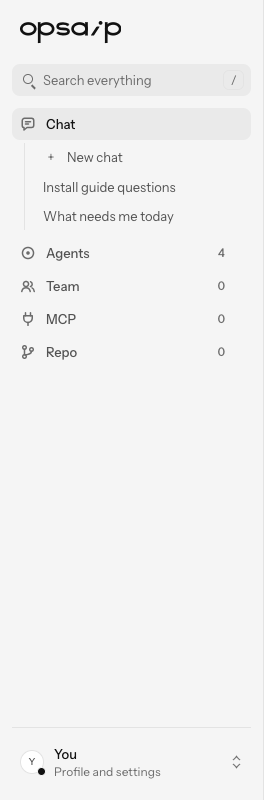 opsaip
Search everything /
Chat
+ New chat
Install guide questions
What needs me today
Agents 4
Team 0
MCP 0
Repo 0
Y You
Profile and settings